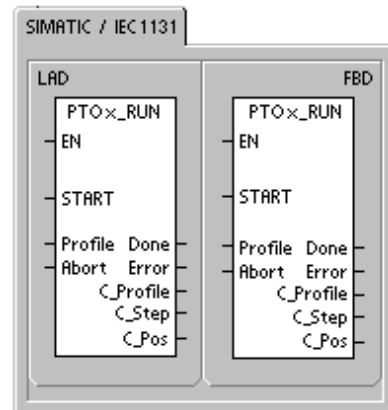 SIMATIC / IEC1131
LAD FBD
PTOx_RUN PTOx_RUN
EN EN
START START
Profile Done Profile Done
Abort Error Abort Error
C_Profile C_Profile
C_Step C_Step
C_Pos C_Pos